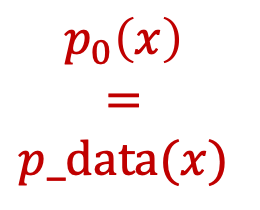 p₀(x)
=
p_data(x)